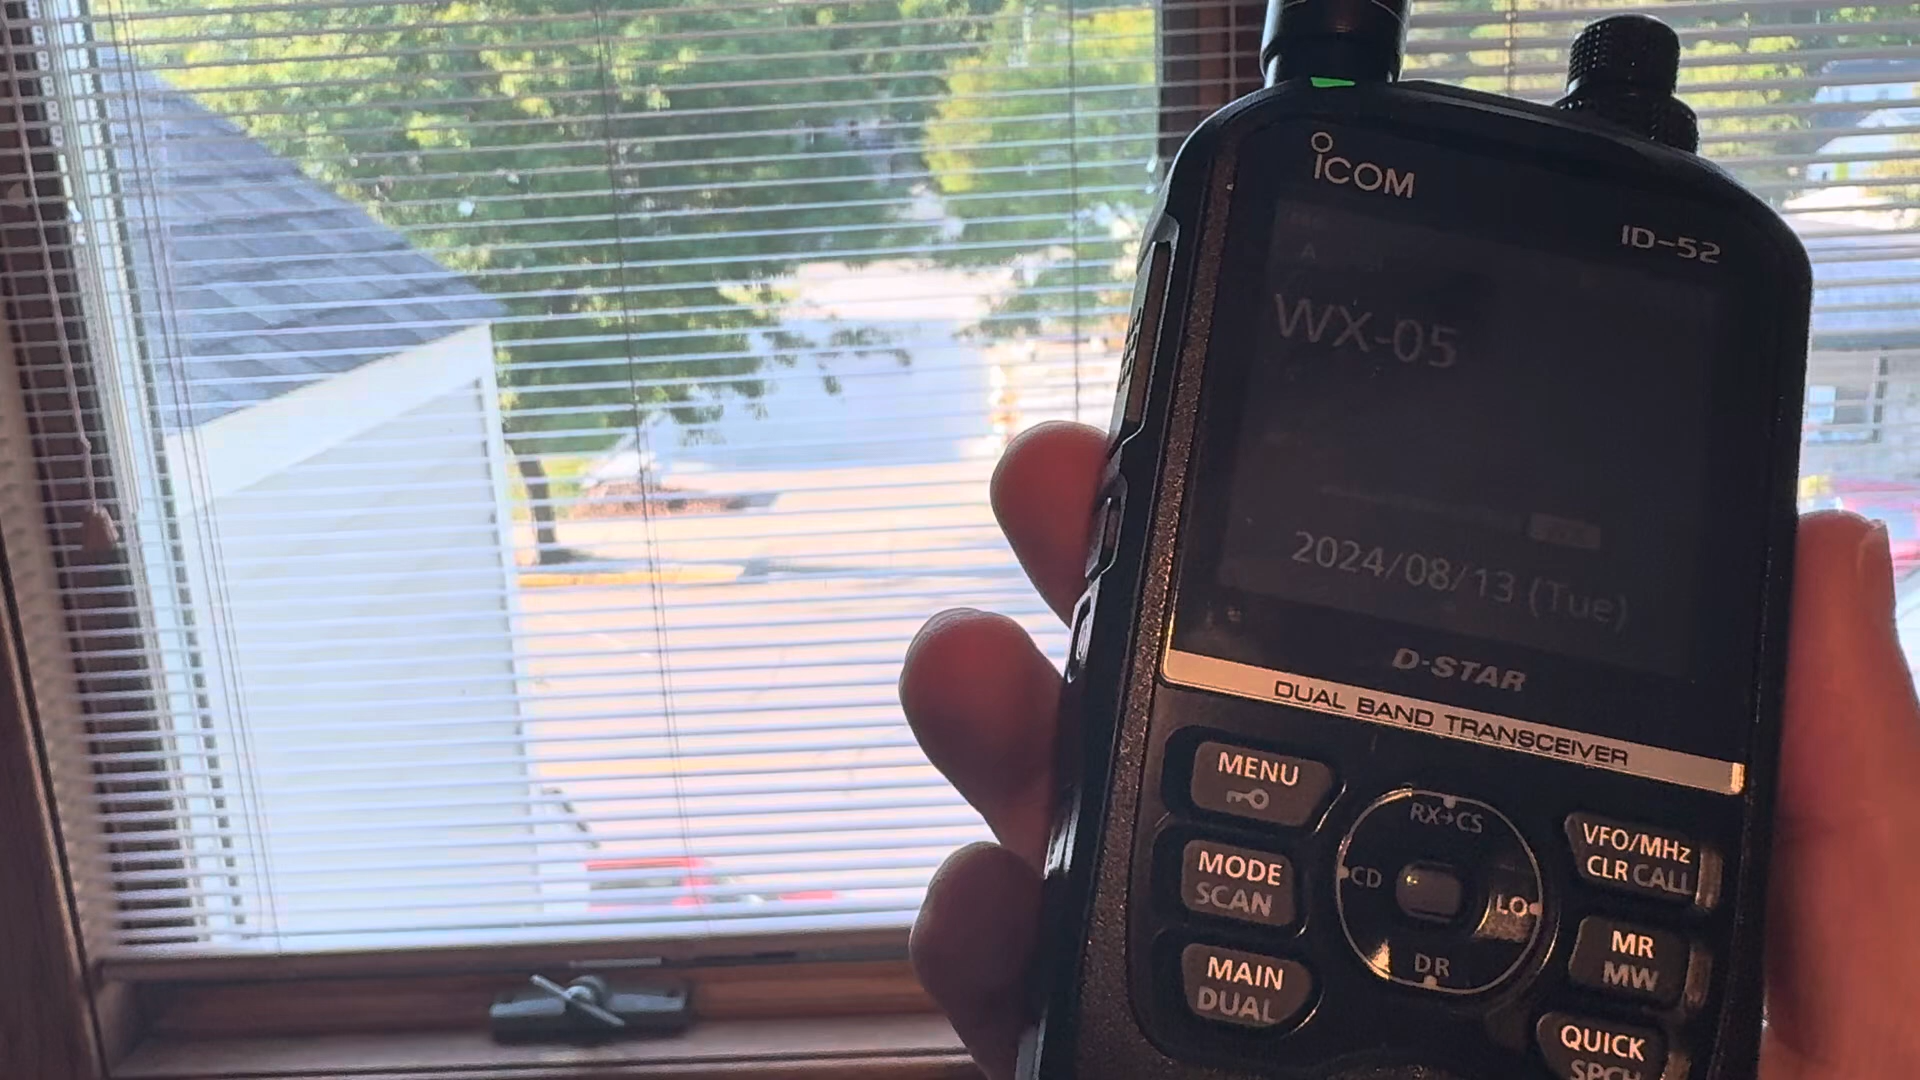 ICOM
ID-52
A
WX-05
2024/08/13 (Tue)
D-STAR
DUAL BAND TRANSCEIVER
MENU
RX→CS
VFO/MHz
CLR CALL
MODE
SCAN
CD
LO
MR
MW
MAIN
DUAL
DR
QUICK
SPCH